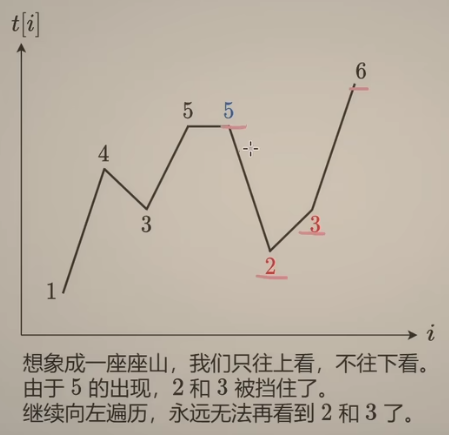 t[i]
6
5 5
4
3 3
2
1
i
想象成一座座山，我们只往上看，不往下看。
由于 5 的出现，2 和 3 被挡住了。
继续向左遍历，永远无法再看到 2 和 3 了。